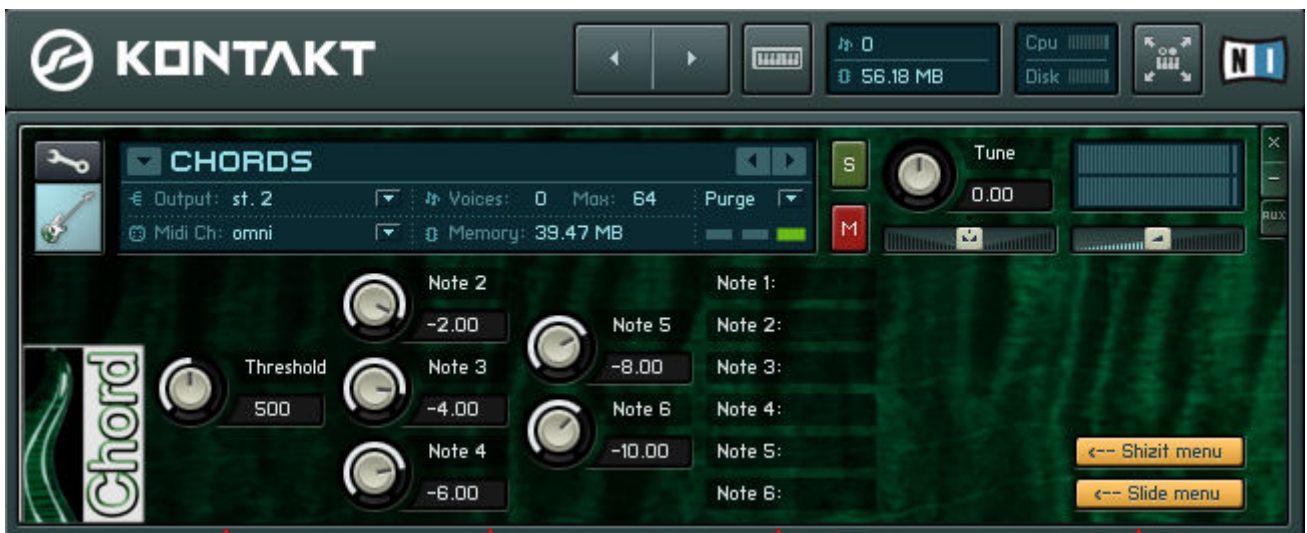 KONTAKT
0
56.18 MB
Cpu
Disk
NI
CHORDS
Output: st. 2
Voices: 0 Max: 64
Purge
Midi Ch: omni
Memory: 39.47 MB
S
M
Tune
0.00
×
–
AUX
Chord
Threshold
500
Note 2
-2.00
Note 3
-4.00
Note 4
-6.00
Note 5
-8.00
Note 6
-10.00
Note 1:
Note 2:
Note 3:
Note 4:
Note 5:
Note 6:
<-- Shizit menu
<-- Slide menu